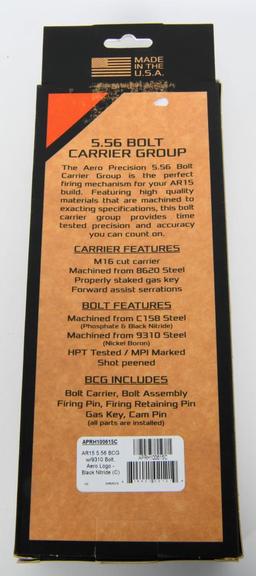 MADE
IN THE
U.S.A.
5.56 BOLT
CARRIER GROUP
The Aero Precision 5.56 Bolt
Carrier Group is the perfect
firing mechanism for your AR15
build. Featuring high quality
materials that are machined to
exacting specifications, this bolt
carrier group provides time
tested precision and accuracy
you can count on.
CARRIER FEATURES
M16 cut carrier
Machined from 8620 Steel
Properly staked gas key
Forward assist serrations
BOLT FEATURES
Machined from C158 Steel
(Phosphate & Black Nitride)
Machined from 9310 Steel
(Nickel Boron)
HPT Tested / MPI Marked
Shot peened
BCG INCLUDES
Bolt Carrier, Bolt Assembly
Firing Pin, Firing Retaining Pin
Gas Key, Cam Pin
(all parts are installed)
APRH100615C
AR15 5.56 BCG
w/9310 Bolt,
Aero Logo -
Black Nitride (C)
APRH100615C